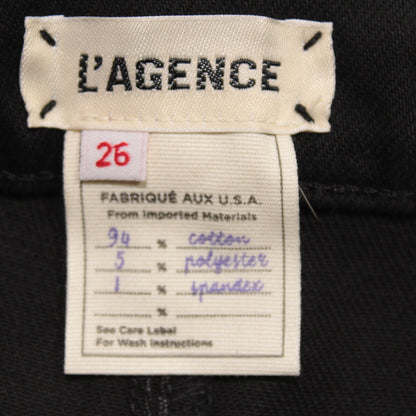 L'AGENCE
26
FABRIQUÉ AUX U.S.A.
From Imported Materials
94 % cotton
5 % polyester
1 % spandex
%
See Care Label
For Wash Instructions